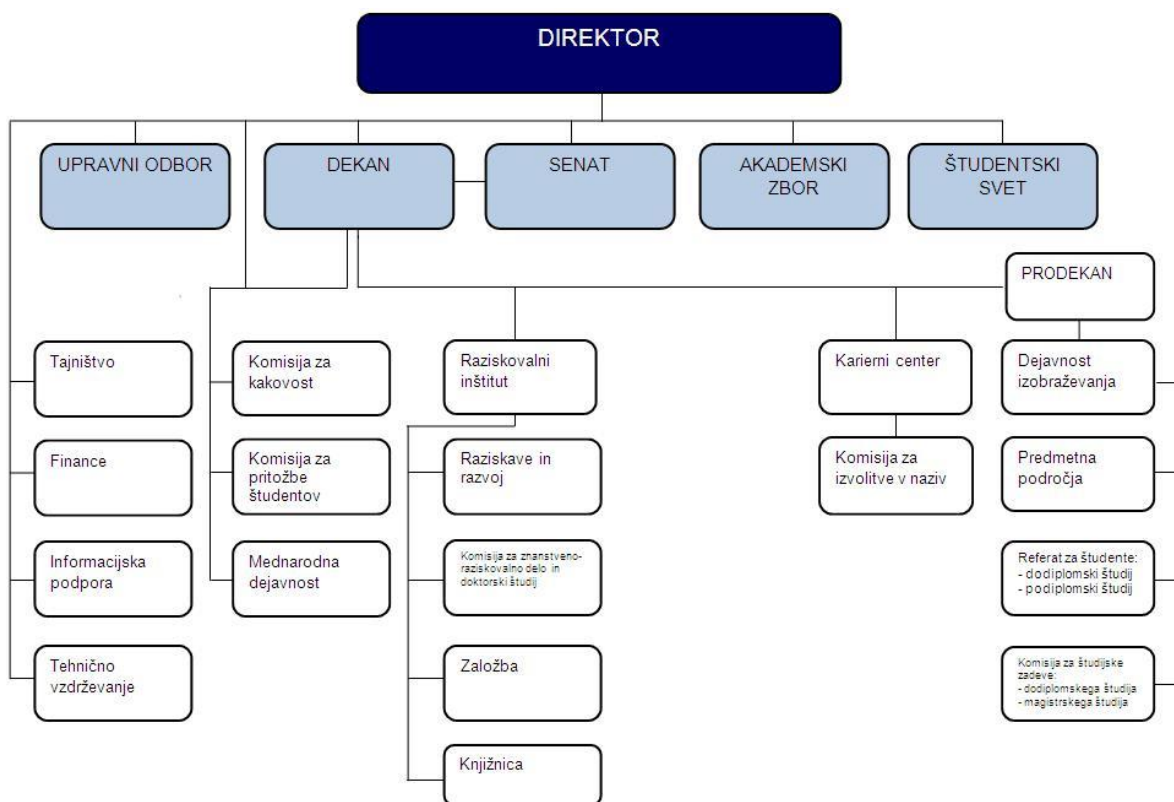 DIREKTOR
UPRAVNI ODBOR
DEKAN
SENAT
AKADEMSKI
ZBOR
ŠTUDENTSKI
SVET
PRODEKAN
Tajništvo
Komisija za
kakovost
Raziskovalni
inštitut
Karierni center
Dejavnost
izobraževanja
Finance
Komisija za
pritožbe
študentov
Raziskave in
razvoj
Komisija za
izvolitve v naziv
Predmetna
področja
Informacijska
podpora
Mednarodna
dejavnost
Komisija za znanstveno-
raziskovalno delo in
doktorski študij
Referat za študente:
- dodiplomski študij
- podiplomski študij
Tehnično
vzdrževanje
Založba
Komisija za študijske
zadeve:
- dodiplomskega študija
- magistrskega študija
Knjižnica